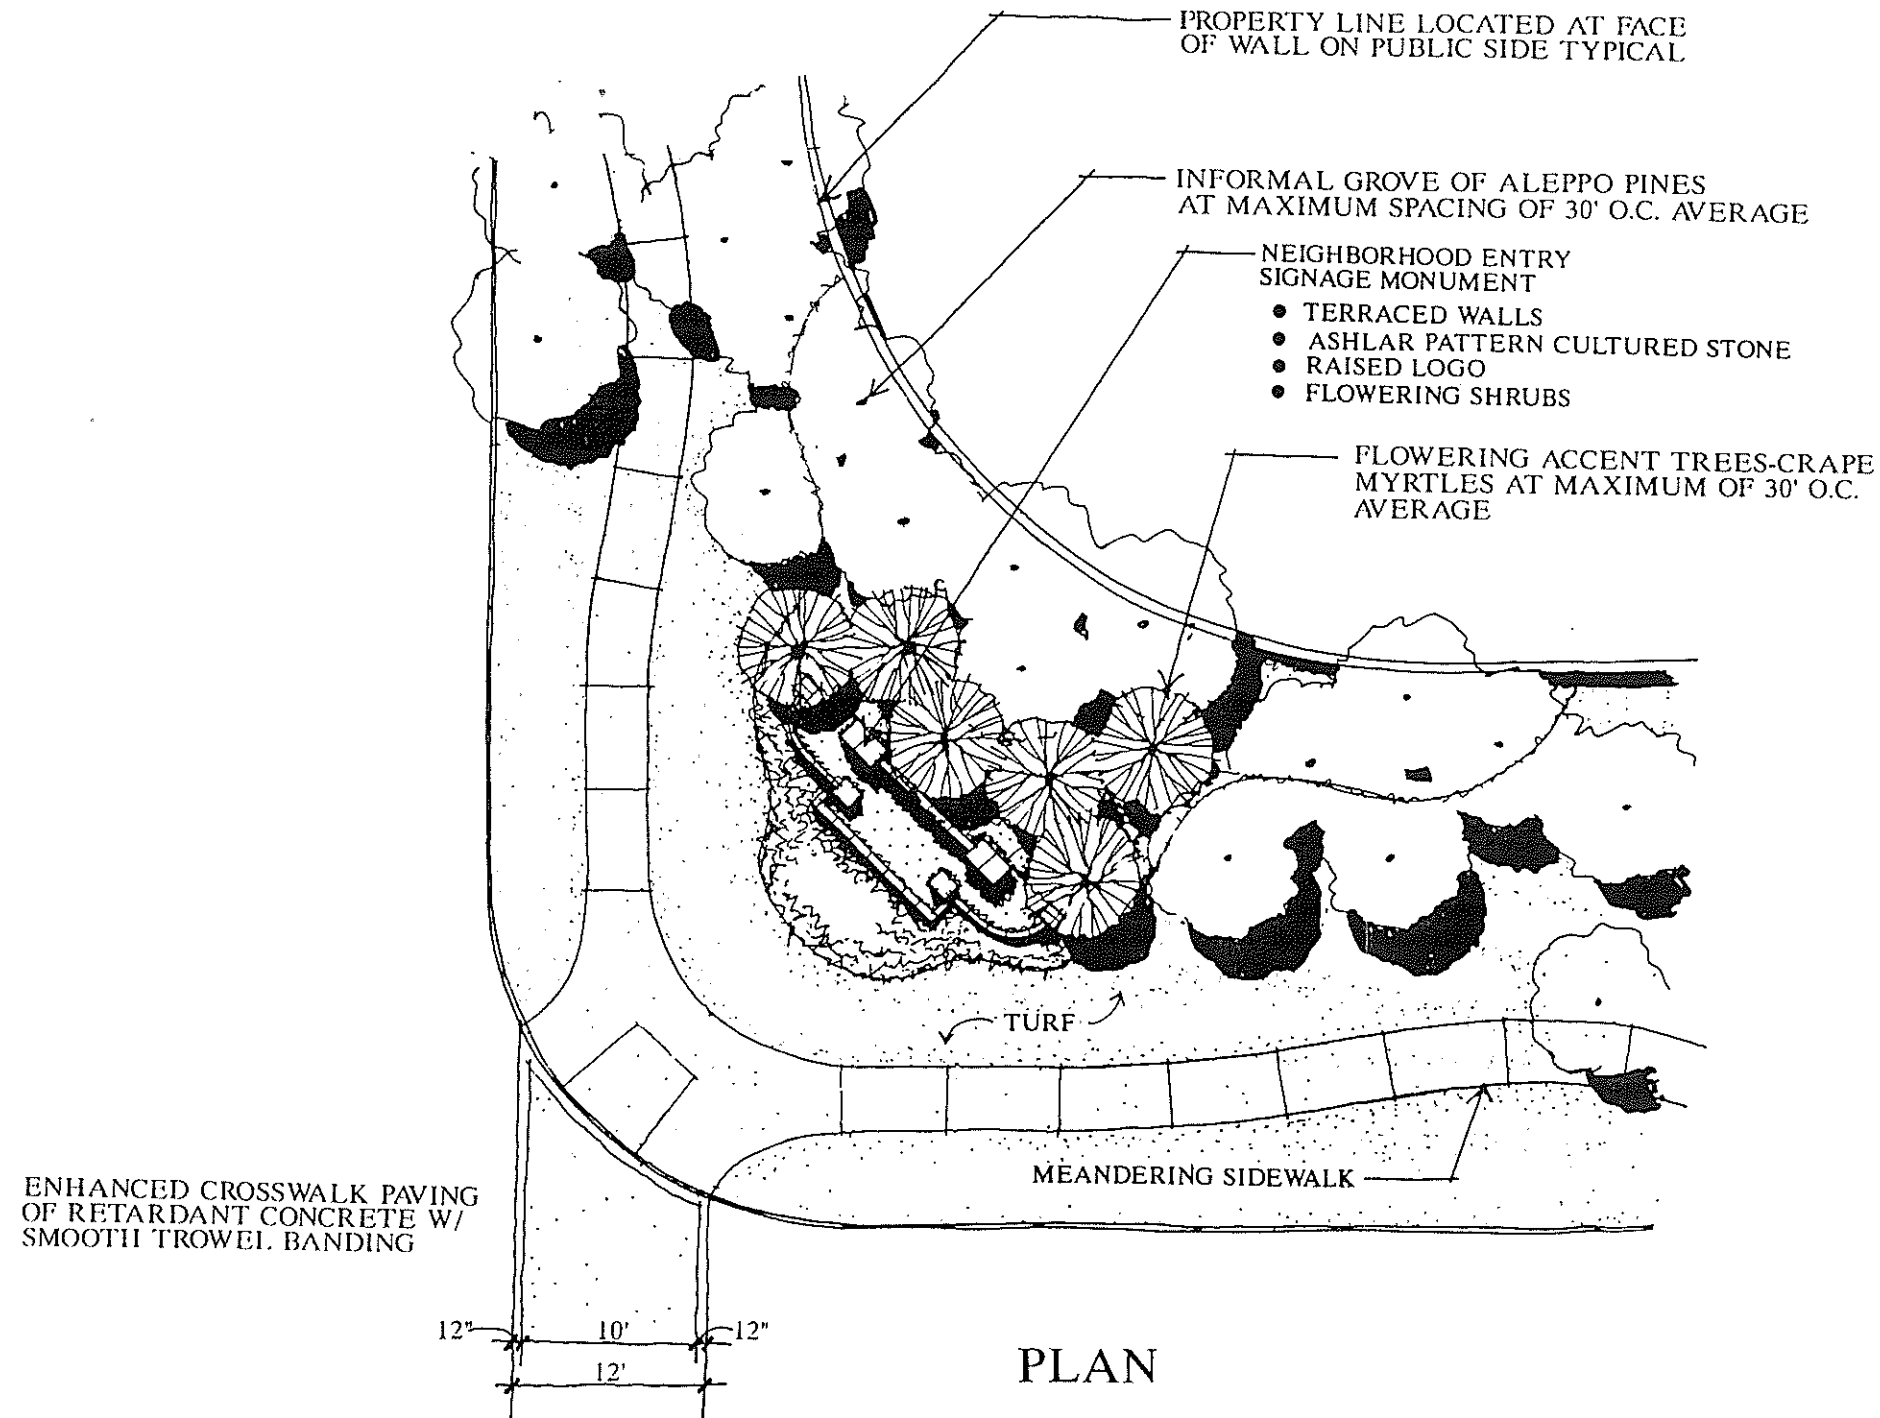 PROPERTY LINE LOCATED AT FACE
OF WALL ON PUBLIC SIDE TYPICAL
INFORMAL GROVE OF ALEPPO PINES
AT MAXIMUM SPACING OF 30' O.C. AVERAGE
NEIGHBORHOOD ENTRY
SIGNAGE MONUMENT
• TERRACED WALLS
• ASHLAR PATTERN CULTURED STONE
• RAISED LOGO
• FLOWERING SHRUBS
FLOWERING ACCENT TREES-CRAPE
MYRTLES AT MAXIMUM OF 30' O.C.
AVERAGE
TURF
MEANDERING SIDEWALK
ENHANCED CROSSWALK PAVING
OF RETARDANT CONCRETE W/
SMOOTH TROWEL BANDING
12" 10' 12"
12'
PLAN